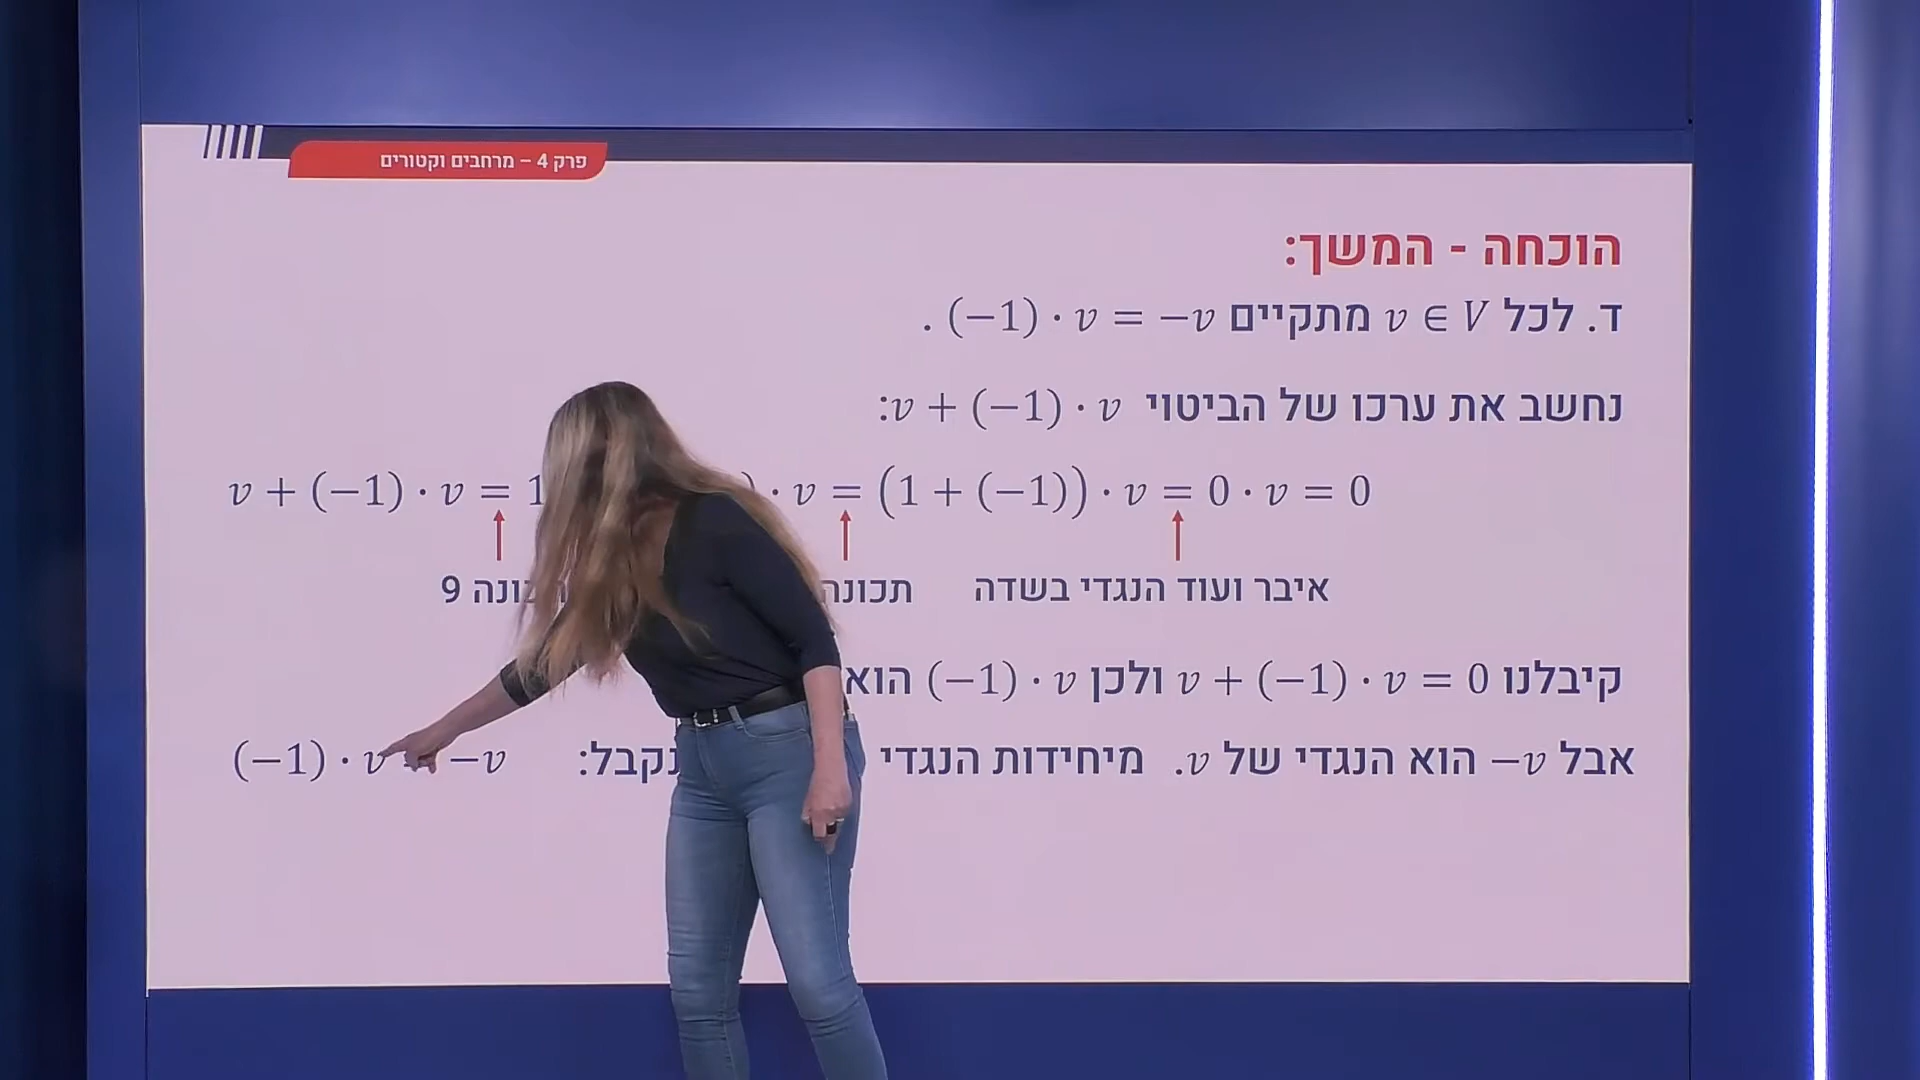 פרק 4 – מרחבים וקטורים
הוכחה - המשך:
ד. לכל v ∈ V מתקיים (−1) · v = −v .
נחשב את ערכו של הביטוי v + (−1) · v:
v + (−1) · v = 1 ) · v = (1 + (−1)) · v = 0 · v = 0
9 איבר ועוד הנגדי בשדה
קיבלנו v + (−1) · v = 0 ולכן (−1) · v הוא
אבל −v הוא הנגדי של v. מיחידות הנגדי נקבל: (−1) · v = −v